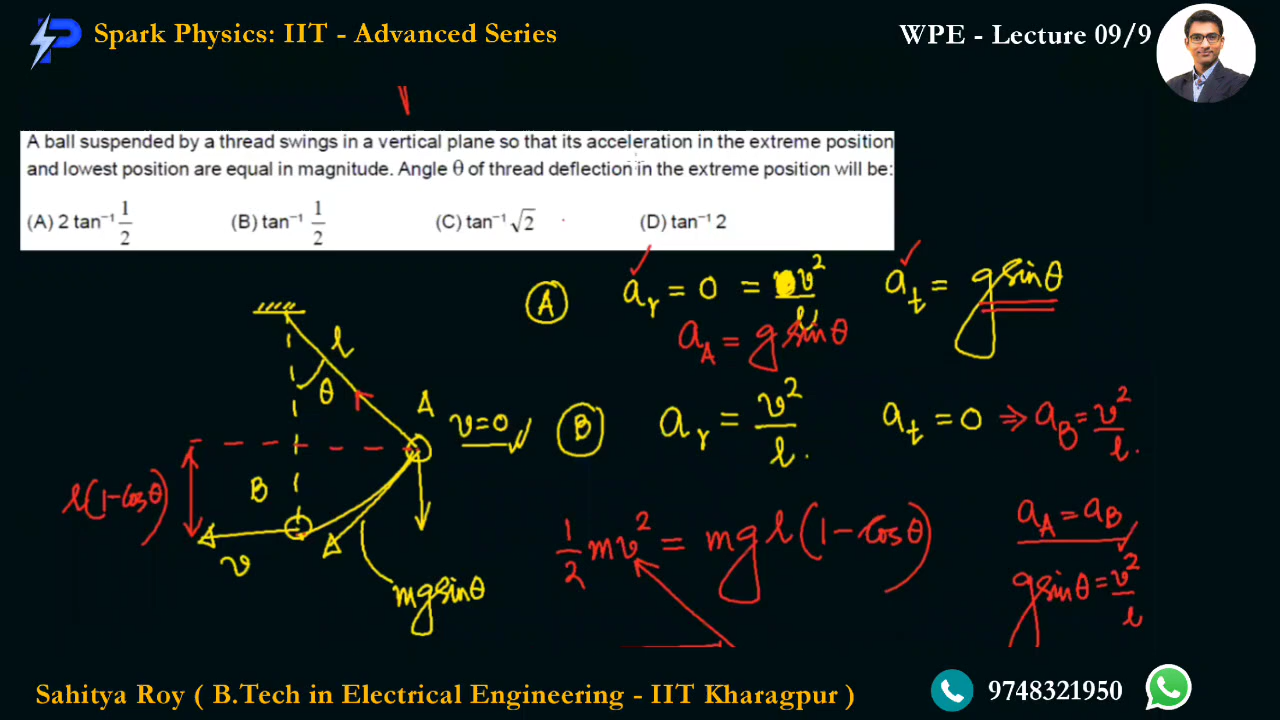 Spark Physics: IIT - Advanced Series
WPE - Lecture 09/9
A ball suspended by a thread swings in a vertical plane so that its acceleration in the extreme position
and lowest position are equal in magnitude. Angle θ of thread deflection in the extreme position will be:
(A) 2 tan⁻¹ 1/2 (B) tan⁻¹ 1/2 (C) tan⁻¹ √2 (D) tan⁻¹ 2
A a_r = 0 = v²/l a_t = g sinθ
a_A = g sinθ
l
θ
A
v=0
B a_r = v²/l a_t = 0 ⇒ a_B = v²/l
l(1-cosθ)
B
v
mg sinθ
1/2 mv² = mgl(1-cosθ)
a_A = a_B
g sinθ = v²/l
Sahitya Roy ( B.Tech in Electrical Engineering - IIT Kharagpur )
9748321950